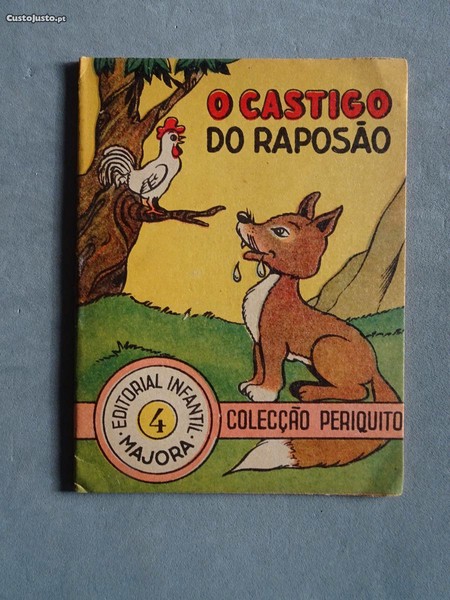 CustoJusto.pt
O CASTIGO
DO RAPOSÃO
EDITORIAL INFANTIL
4
MAJORA
COLECÇÃO PERIQUITO